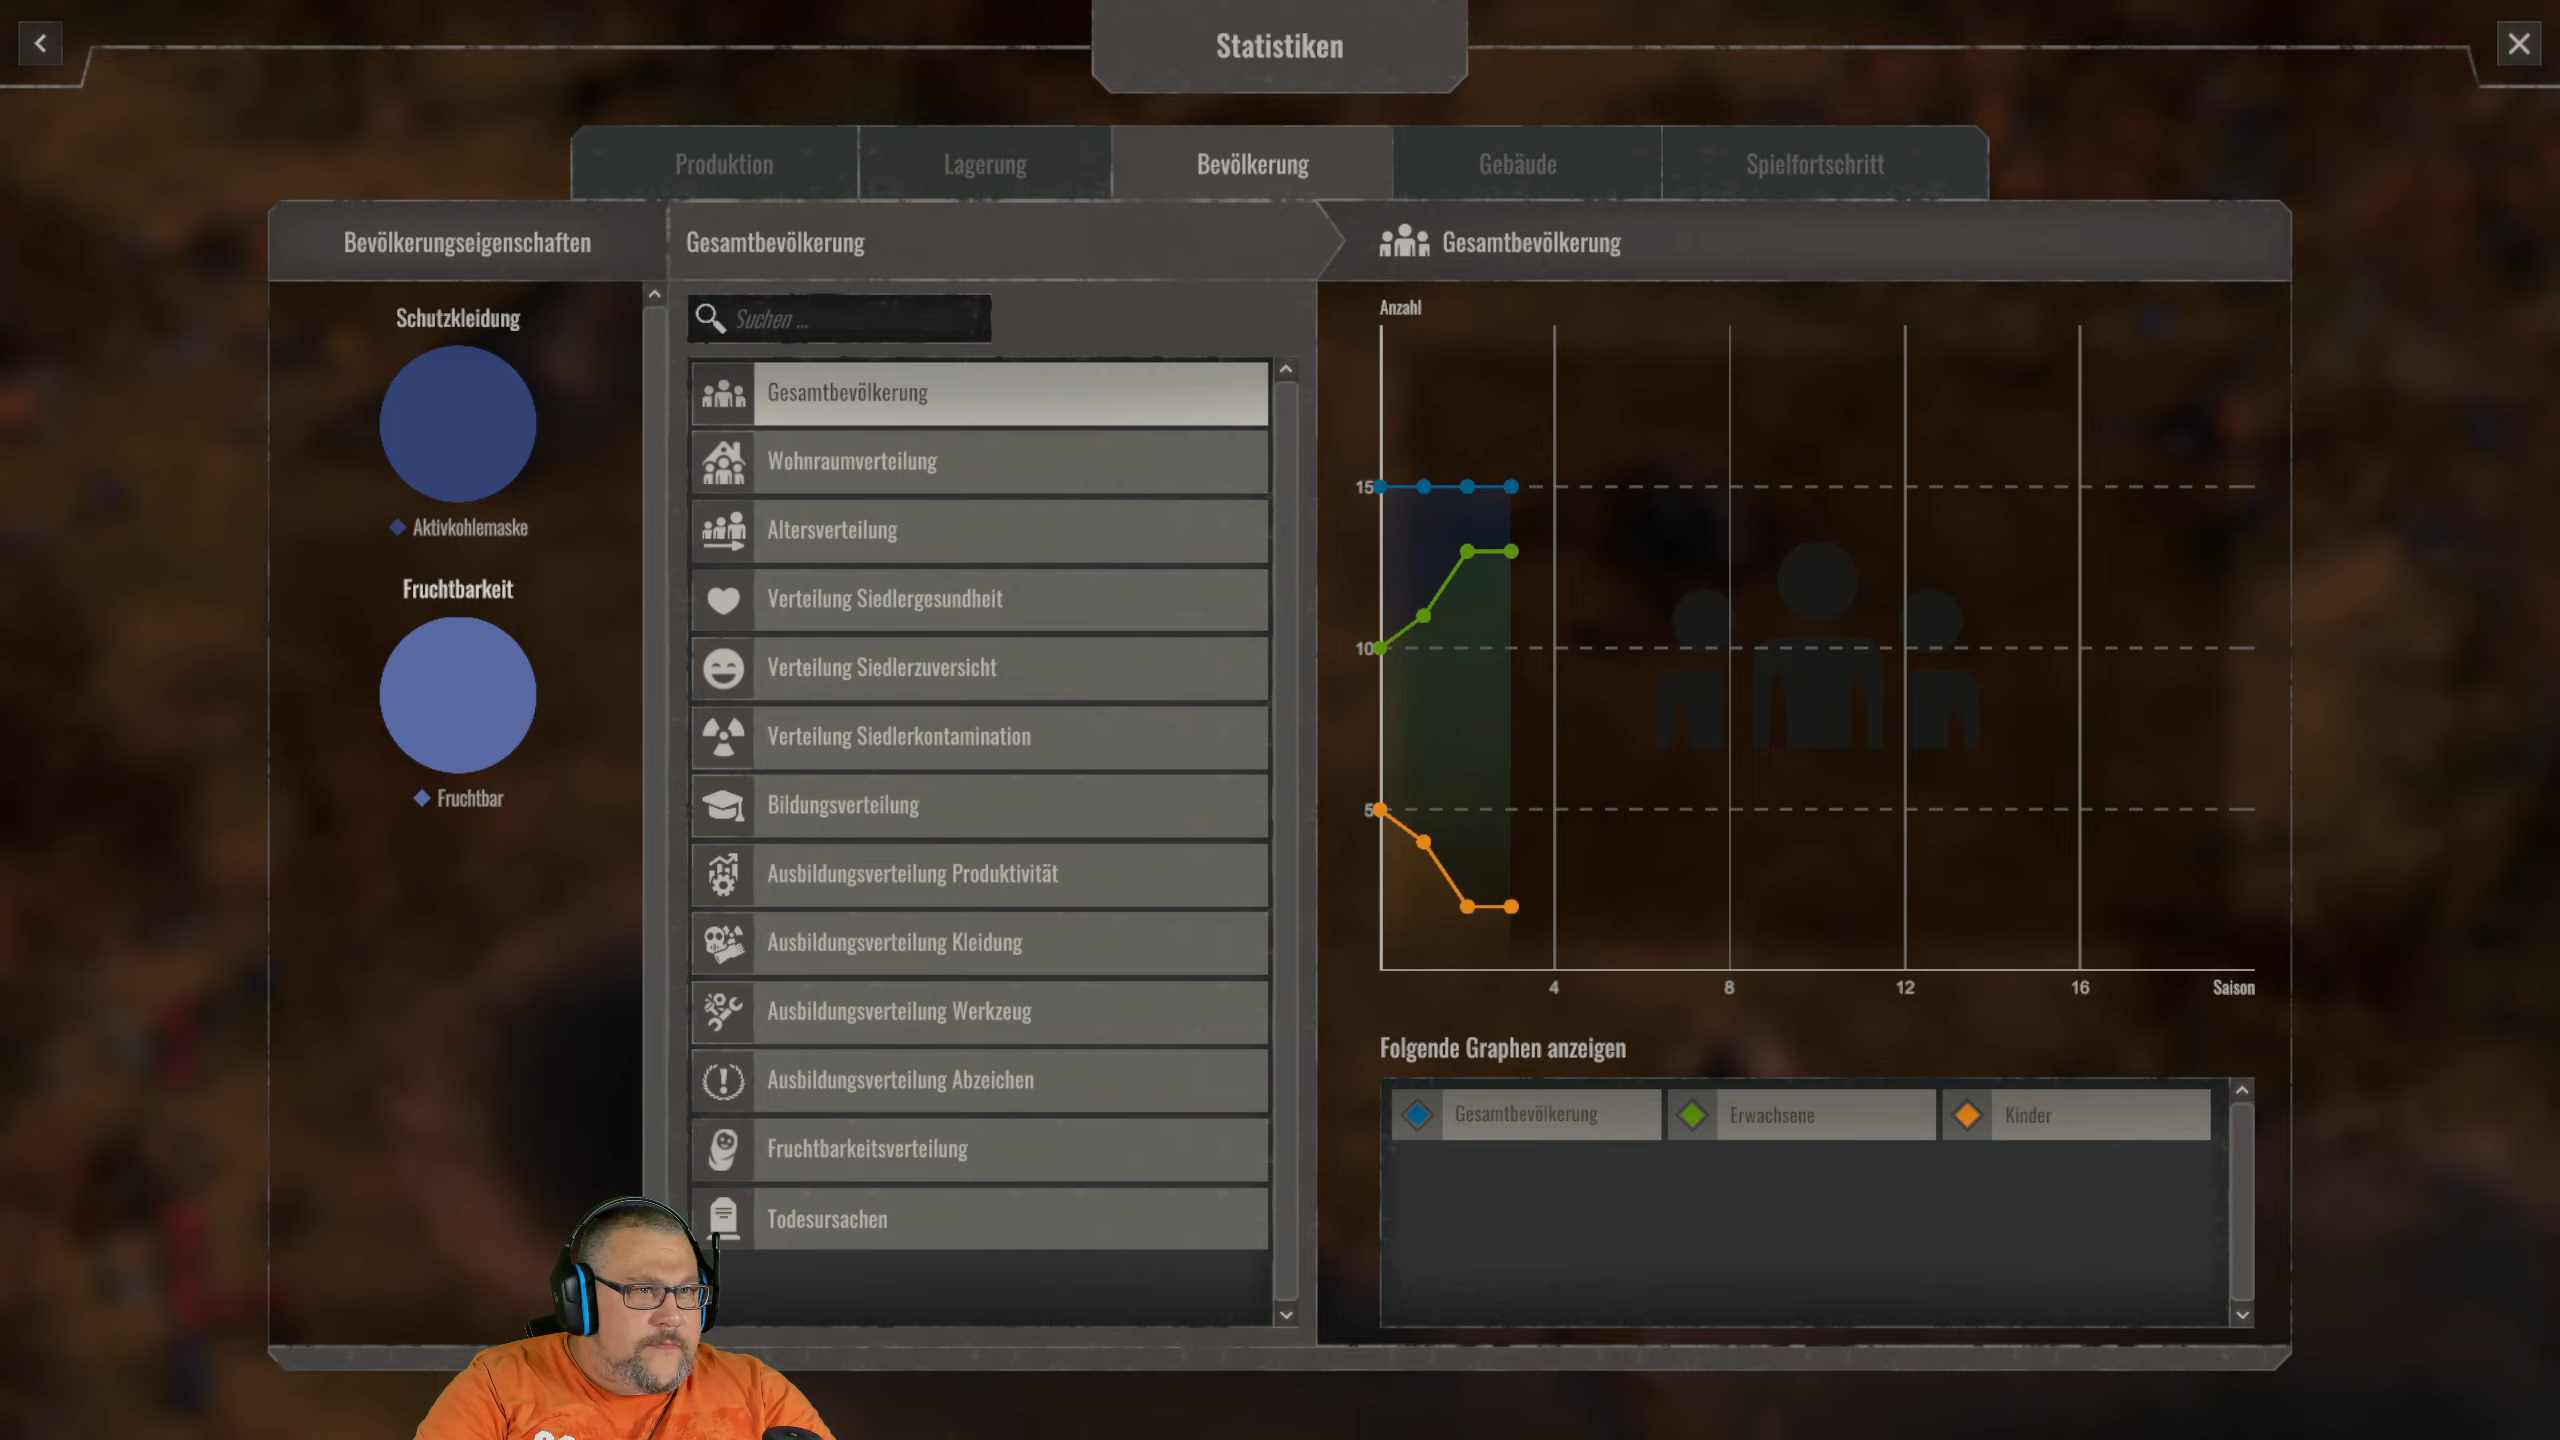 Statistiken
Produktion
Lagerung
Bevölkerung
Gebäude
Spielfortschritt
Bevölkerungseigenschaften
Schutzkleidung
Aktivkohlemaske
Fruchtbarkeit
Fruchtbar
Gesamtbevölkerung
Suchen ...
Gesamtbevölkerung
Wohnraumverteilung
Altersverteilung
Verteilung Siedlergesundheit
Verteilung Siedlerzuversicht
Verteilung Siedlerkontamination
Bildungsverteilung
Ausbildungsverteilung Produktivität
Ausbildungsverteilung Kleidung
Ausbildungsverteilung Werkzeug
Ausbildungsverteilung Abzeichen
Fruchtbarkeitsverteilung
Todesursachen
Gesamtbevölkerung
Anzahl
15
10
5
4
8
12
16
Saison
Folgende Graphen anzeigen
Gesamtbevölkerung
Erwachsene
Kinder